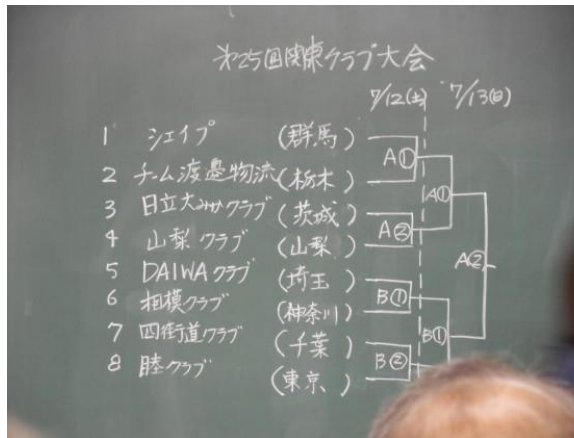 第25回関東クラブ大会
7/12(土) 7/13(日)
1 シェイプ (群馬)
2 チーム渡邊物流 (栃木)
3 日立大みかクラブ (茨城)
4 山梨クラブ (山梨)
5 DAIWAクラブ (埼玉)
6 相模クラブ (神奈川)
7 四街道クラブ (千葉)
8 睦クラブ (東京)
A①
A②
B①
B②
A①
B①
A②